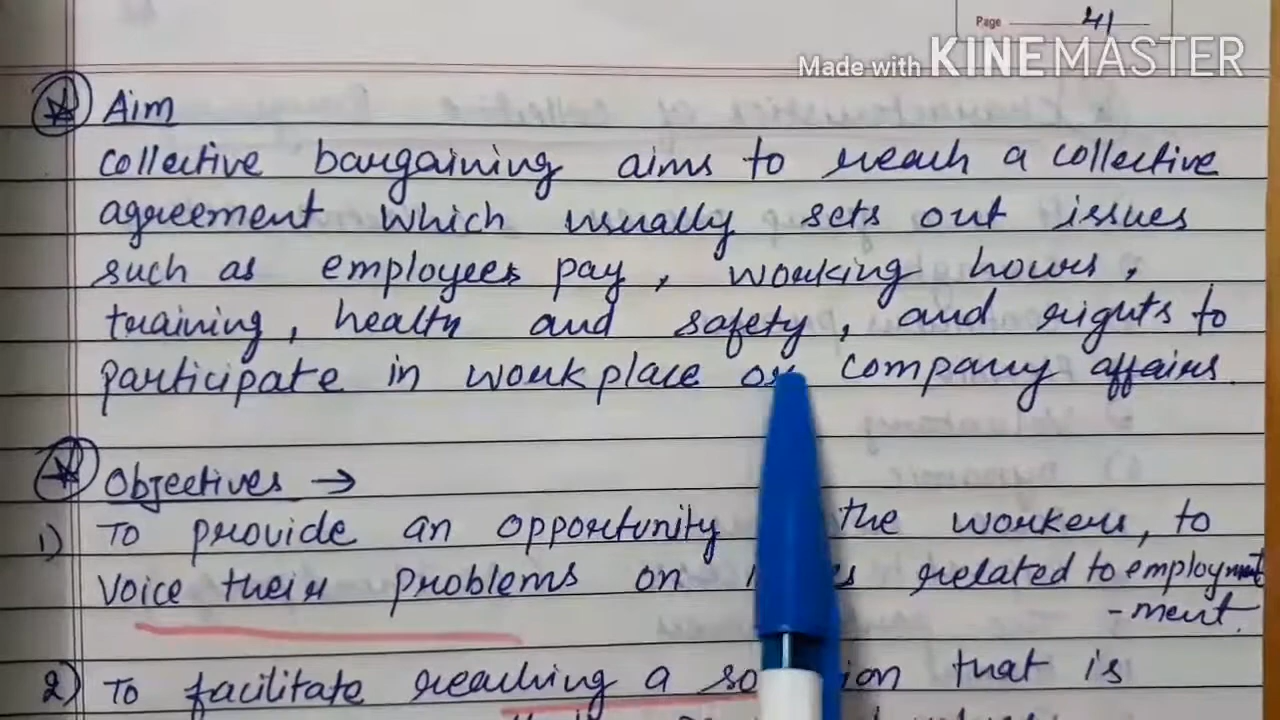 Page 41
Made with KINEMASTER
Aim
collective bargaining aims to reach a collective
agreement which usually sets out issues
such as employees pay, working hours,
training, health and safety, and rights to
participate in workplace or company affairs.
Objectives →
1) To provide an opportunity the workers, to
voice their problems on related to employment
-ment.
2) To facilitate reaching a that is